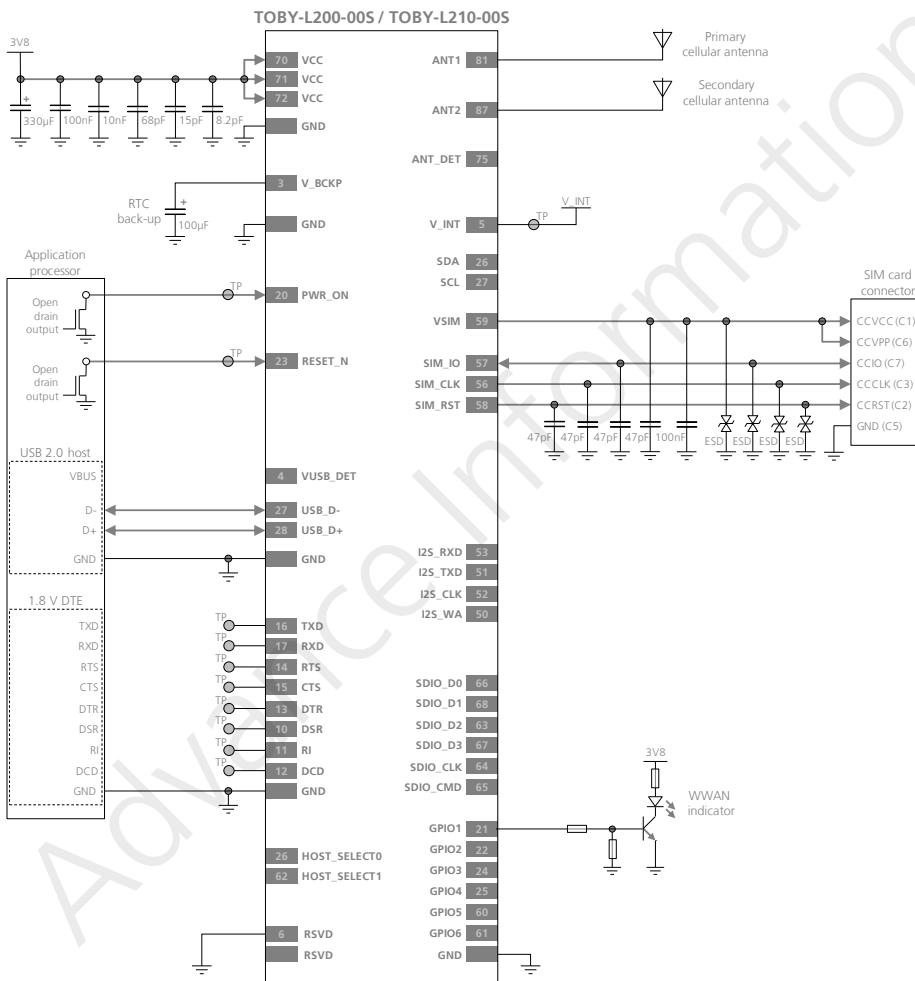 TOBY-L200-00S / TOBY-L210-00S
3V8
70 VCC
71 VCC
72 VCC
GND
330µF 100nF 10nF 68pF 15pF 8.2pF
+
3 V_BCKP
RTC
back-up
+
100µF
GND
Application
processor
Open
drain
output
TP
20 PWR_ON
Open
drain
output
TP
23 RESET_N
USB 2.0 host
VBUS
4 VUSB_DET
D-
27 USB_D-
D+
28 USB_D+
GND
GND
1.8 V DTE
TXD
TP
16 TXD
RXD
TP
17 RXD
RTS
TP
14 RTS
CTS
TP
15 CTS
DTR
TP
13 DTR
DSR
TP
10 DSR
RI
TP
11 RI
DCD
TP
12 DCD
GND
GND
26 HOST_SELECT0
62 HOST_SELECT1
6 RSVD
RSVD
ANT1 81
Primary
cellular antenna
ANT2 87
Secondary
cellular antenna
ANT_DET 75
V_INT 5
TP
V_INT
SDA 26
SCL 27
VSIM 59
SIM_IO 57
SIM_CLK 56
SIM_RST 58
47pF 47pF 47pF 47pF 100nF
ESD ESD ESD ESD
SIM card
connector
CCVCC (C1)
CCVPP (C6)
CCIO (C7)
CCCLK (C3)
CCRST (C2)
GND (C5)
I2S_RXD 53
I2S_TXD 51
I2S_CLK 52
I2S_WA 50
SDIO_D0 66
SDIO_D1 68
SDIO_D2 63
SDIO_D3 67
SDIO_CLK 64
SDIO_CMD 65
GPIO1 21
GPIO2 22
GPIO3 24
GPIO4 25
GPIO5 60
GPIO6 61
GND
3V8
WWAN
indicator
Advance Information